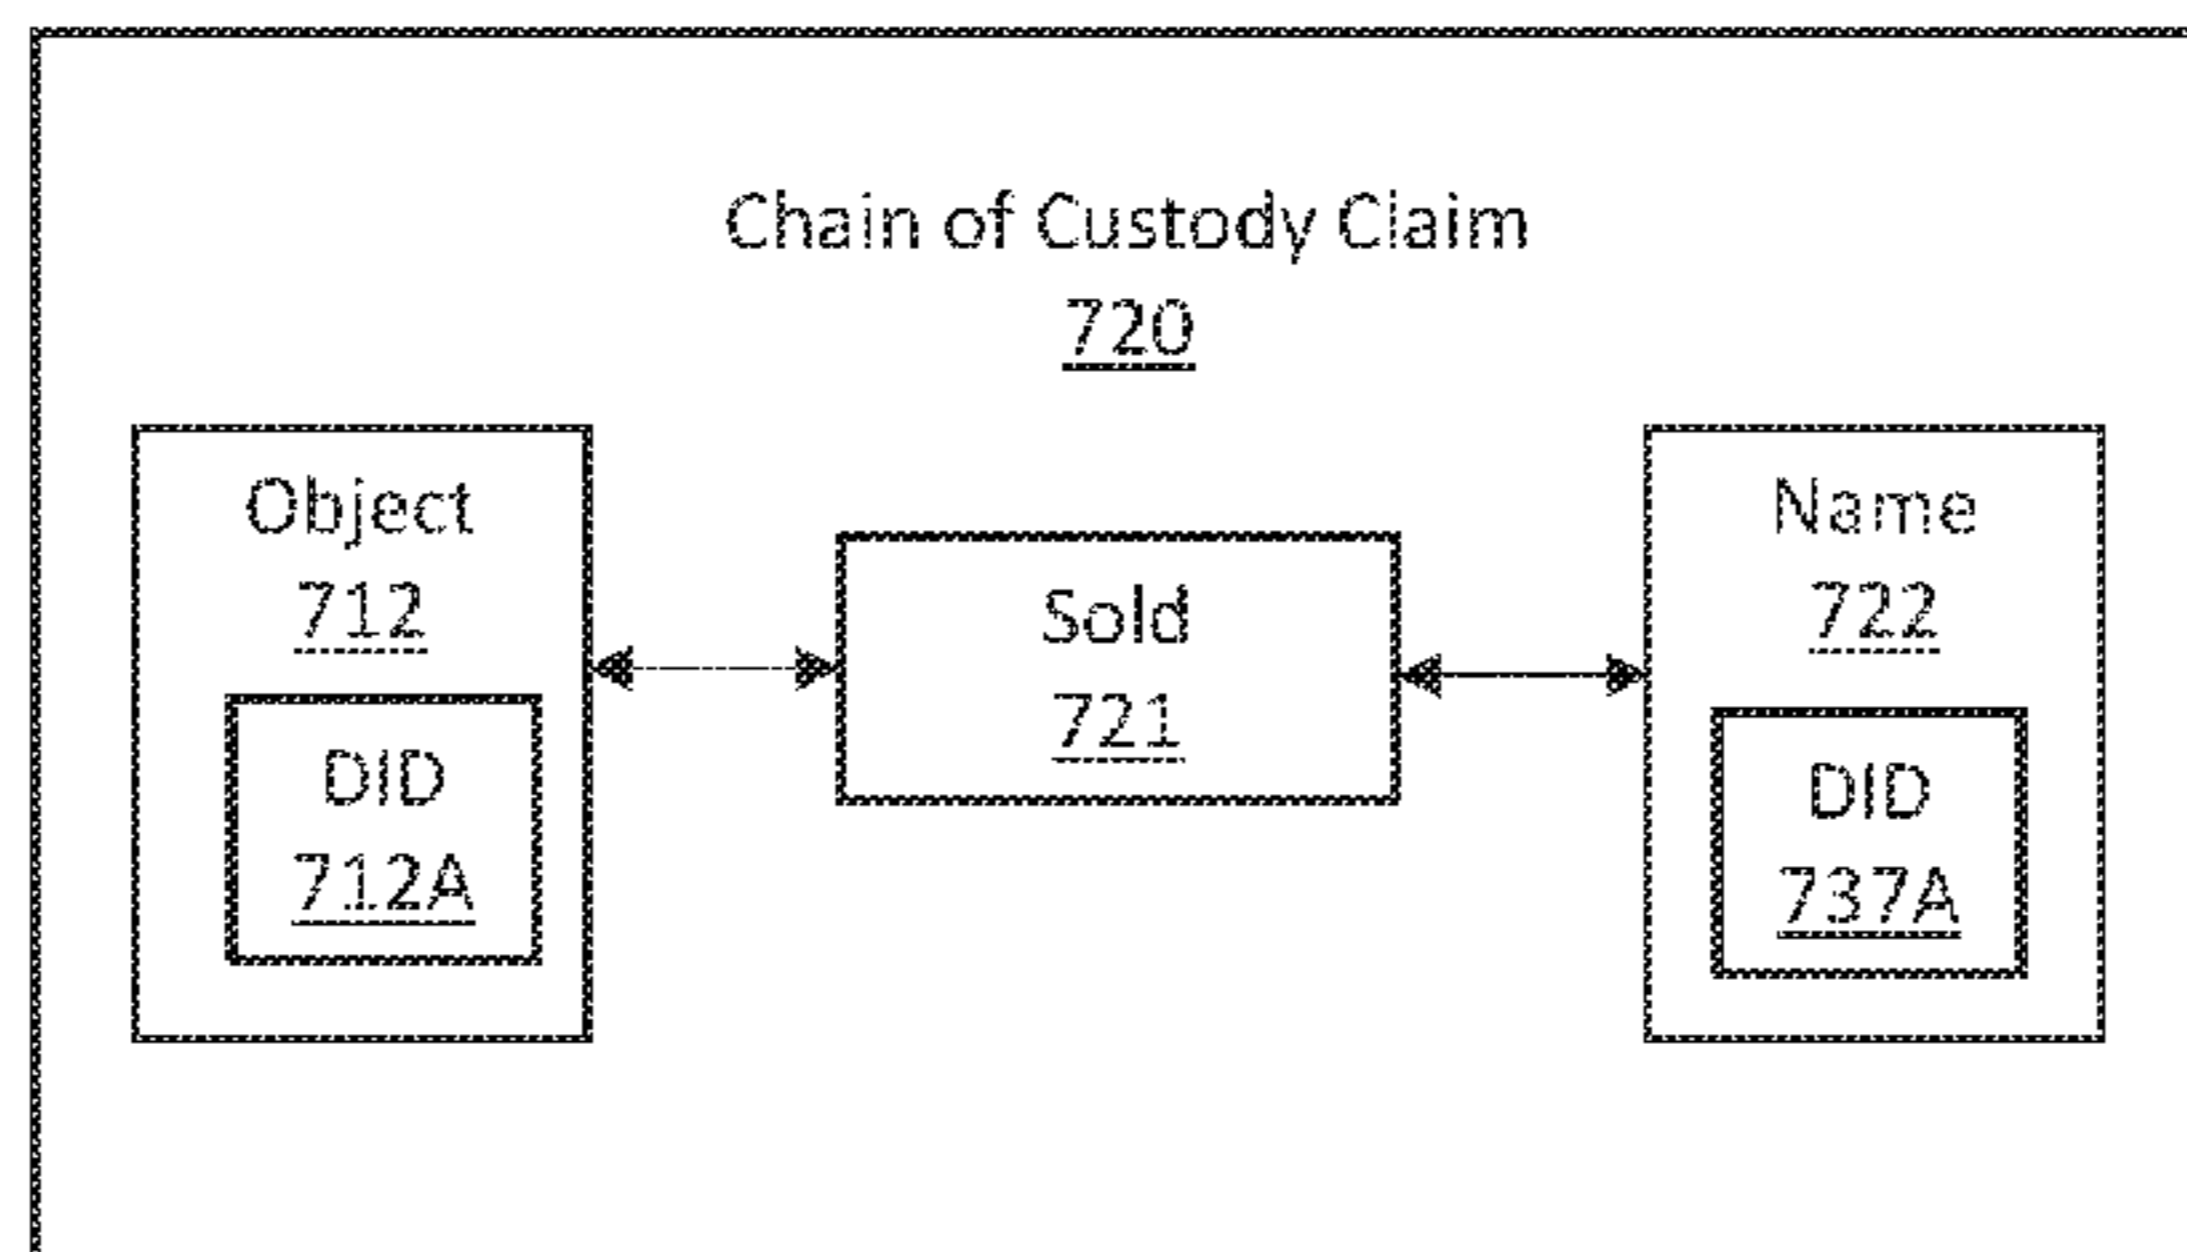 Chain of Custody Claim
720
Object
712
DID
712A
Sold
721
Name
722
DID
737A